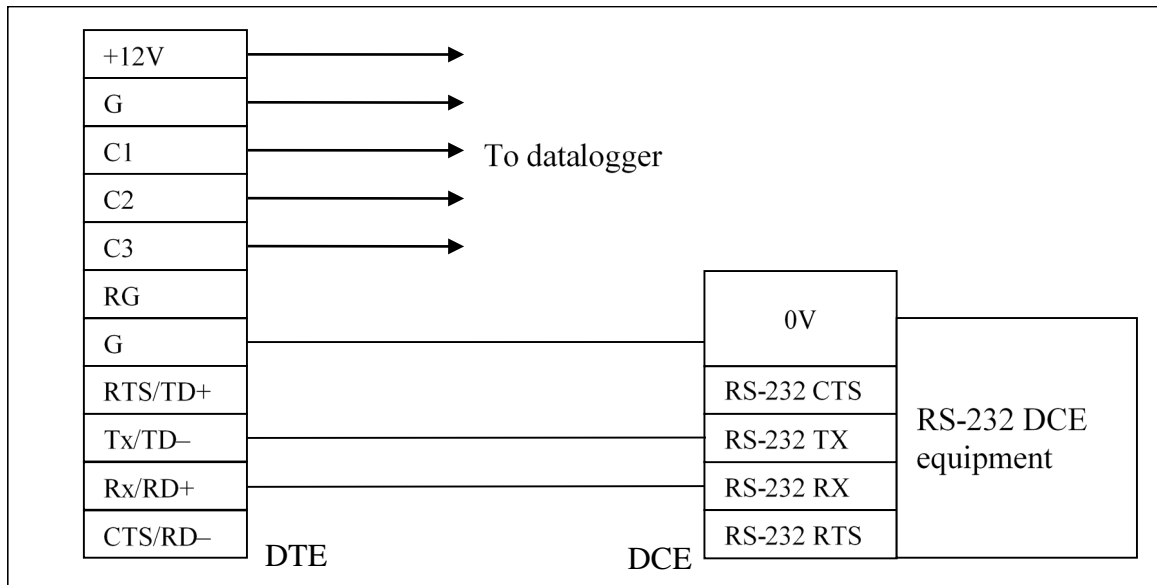 +12V
G
C1
To datalogger
C2
C3
RG
0V
G
RTS/TD+
RS-232 CTS
Tx/TD–
RS-232 TX
Rx/RD+
RS-232 RX
CTS/RD–
RS-232 RTS
RS-232 DCE
equipment
DTE
DCE